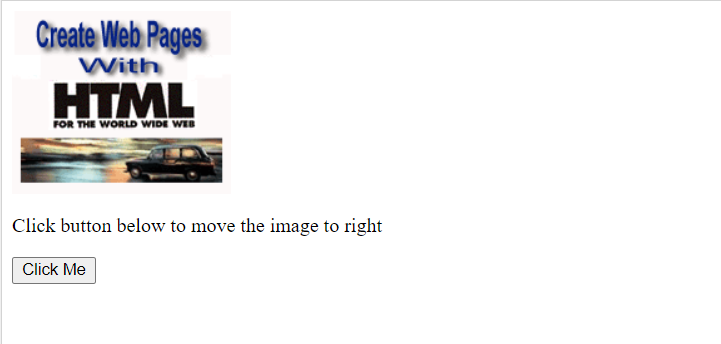 Create Web Pages
With
HTML
FOR THE WORLD WIDE WEB
Click button below to move the image to right
Click Me